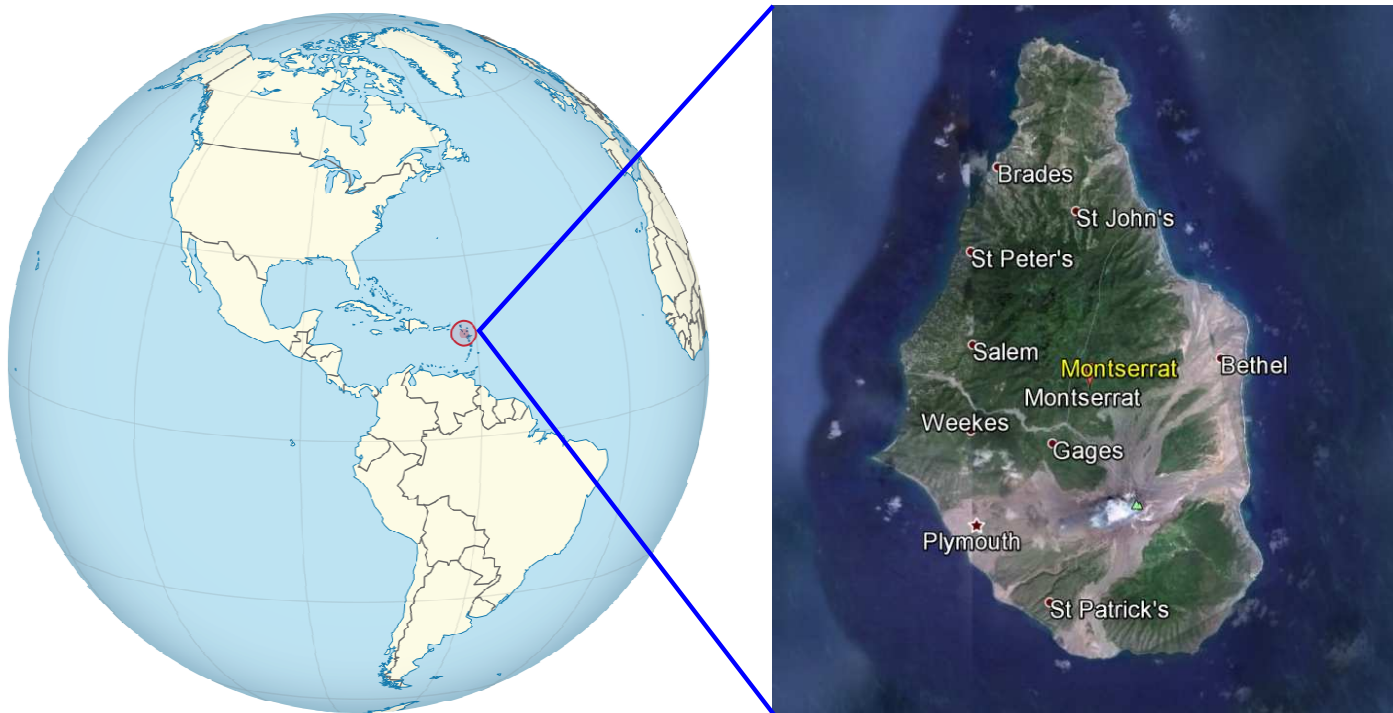 Brades
St John's
St Peter's
Salem
Montserrat
Bethel
Montserrat
Weekes
Gages
Plymouth
St Patrick's